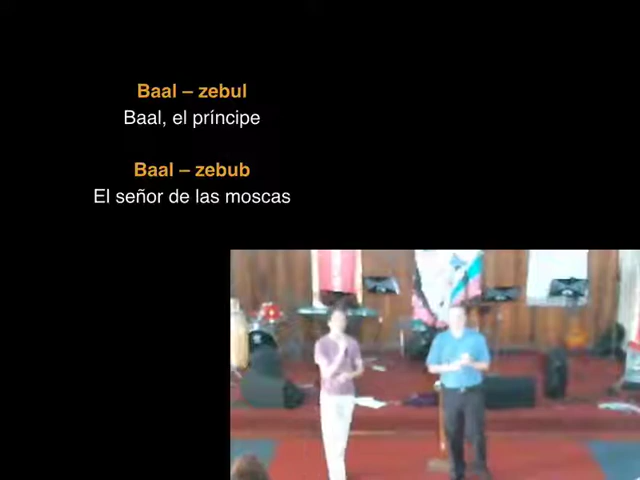 Baal – zebul
Baal, el príncipe
Baal – zebub
El señor de las moscas